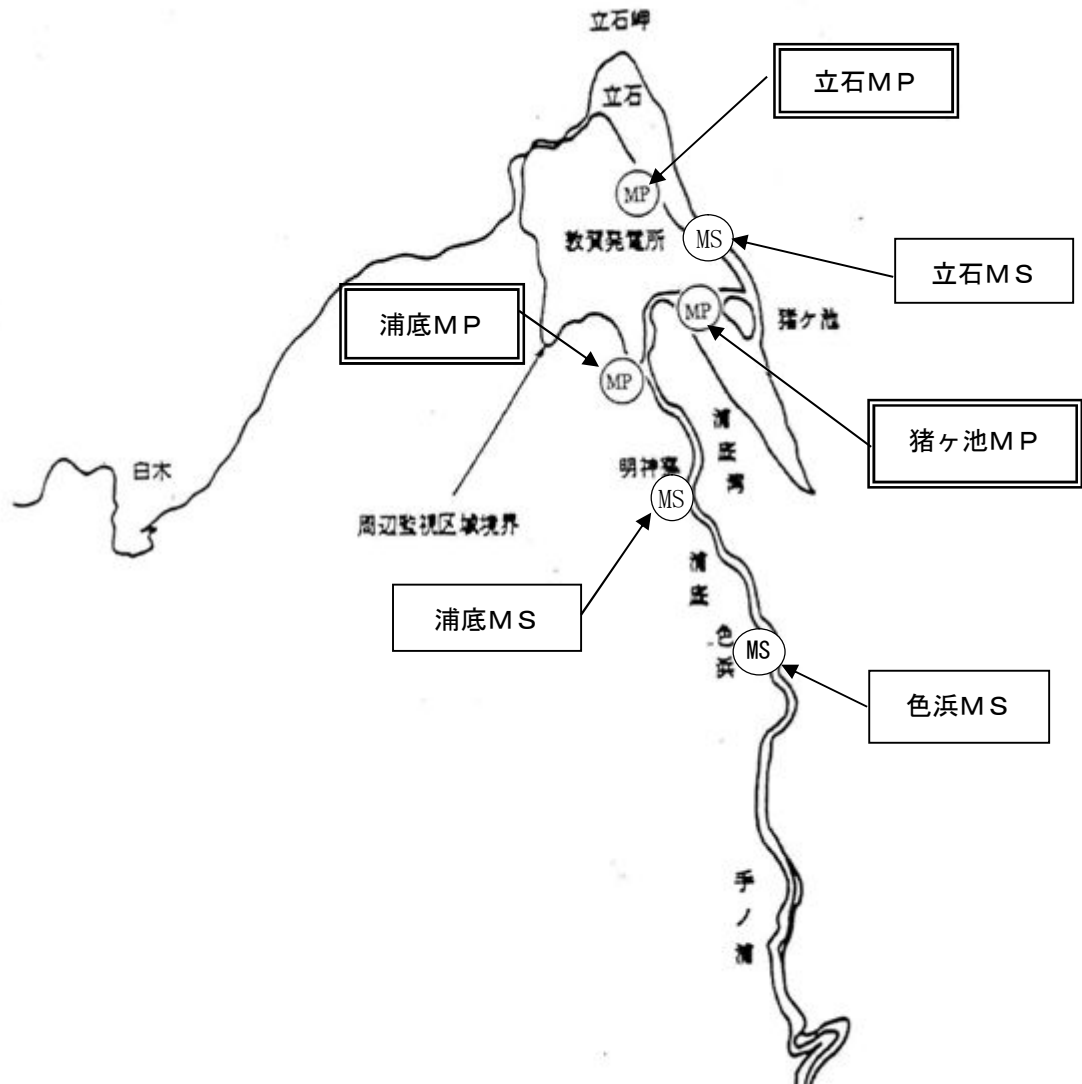 立石岬
立石MP
立石
MP
敦賀発電所
MS
立石MS
浦底MP
MP
猪ケ池
MP
浦底湾
猪ヶ池MP
白木
明神寮
MS
周辺監視区域境界
浦底
浦底MS
色浜
MS
色浜MS
手ノ浦